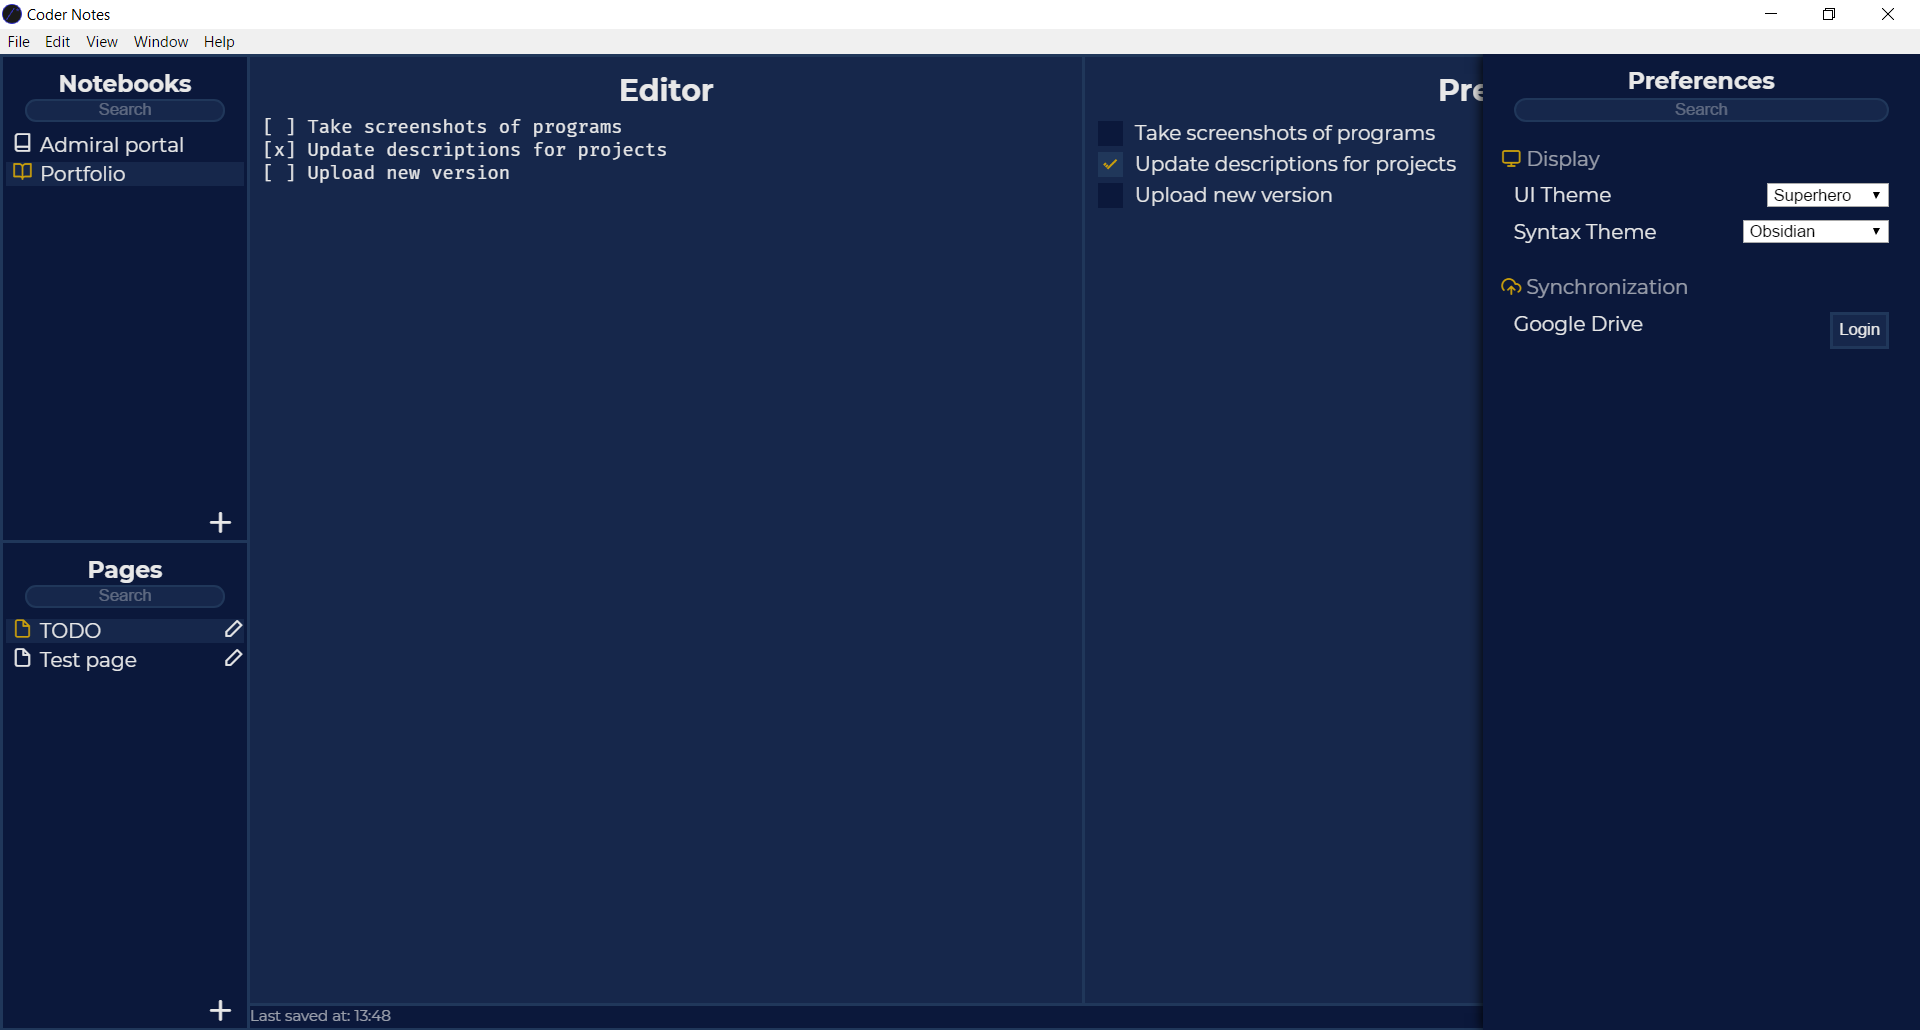 Coder Notes
File Edit View Window Help
Notebooks
Search
Admiral portal
Portfolio
Pages
Search
TODO
Test page
Editor
[ ] Take screenshots of programs
[x] Update descriptions for projects
[ ] Upload new version
Last saved at: 13:48
Pre
Take screenshots of programs
Update descriptions for projects
Upload new version
Preferences
Search
Display
UI Theme Superhero
Syntax Theme Obsidian
Synchronization
Google Drive Login